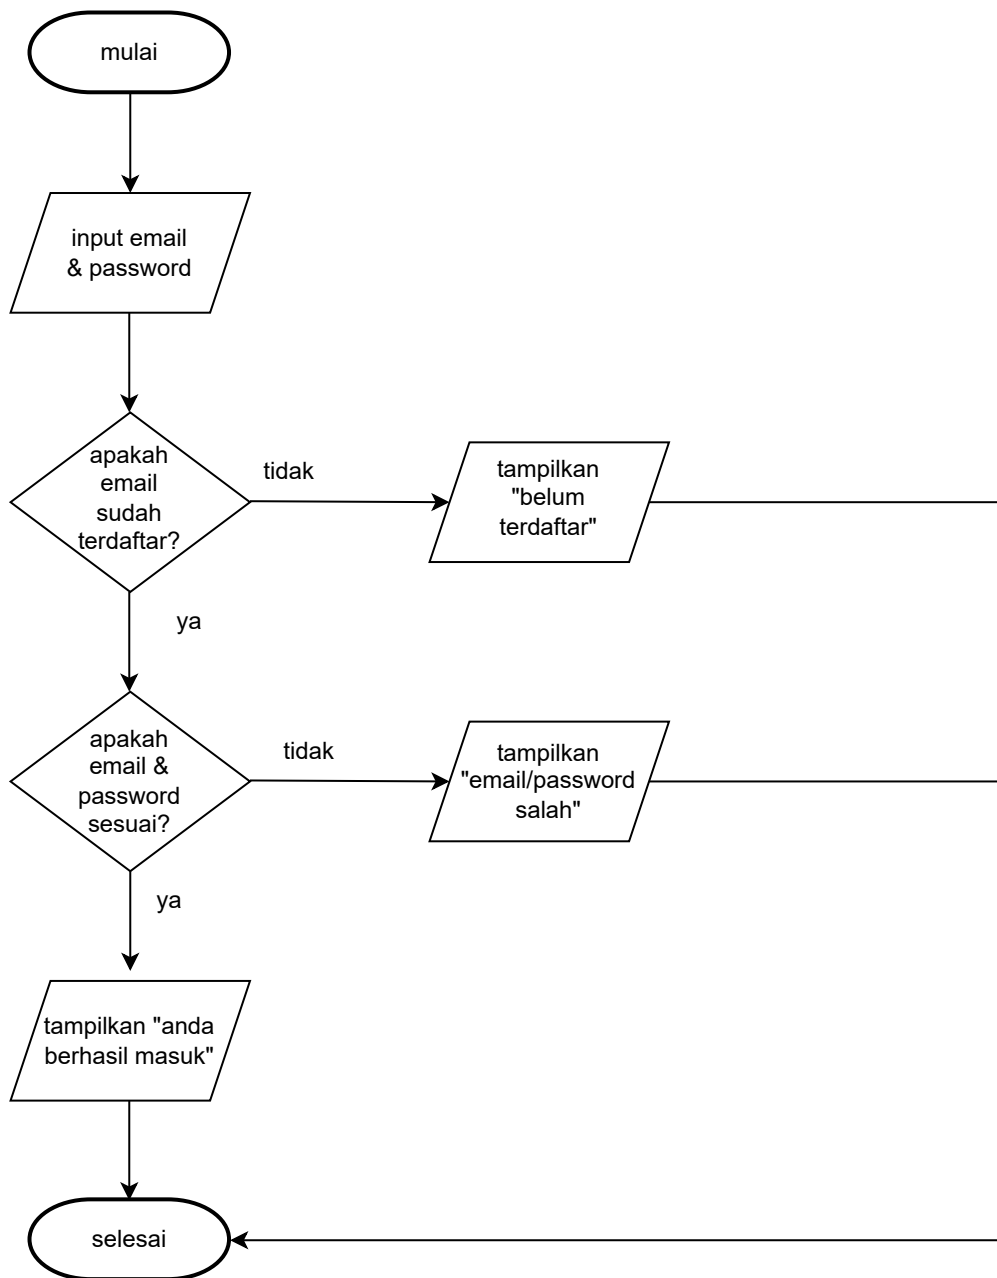 mulai
input email
& password
apakah
email
sudah
terdaftar?
tidak
tampilkan
"belum
terdaftar"
ya
apakah
email &
password
sesuai?
tidak
tampilkan
"email/password
salah"
ya
tampilkan "anda
berhasil masuk"
selesai